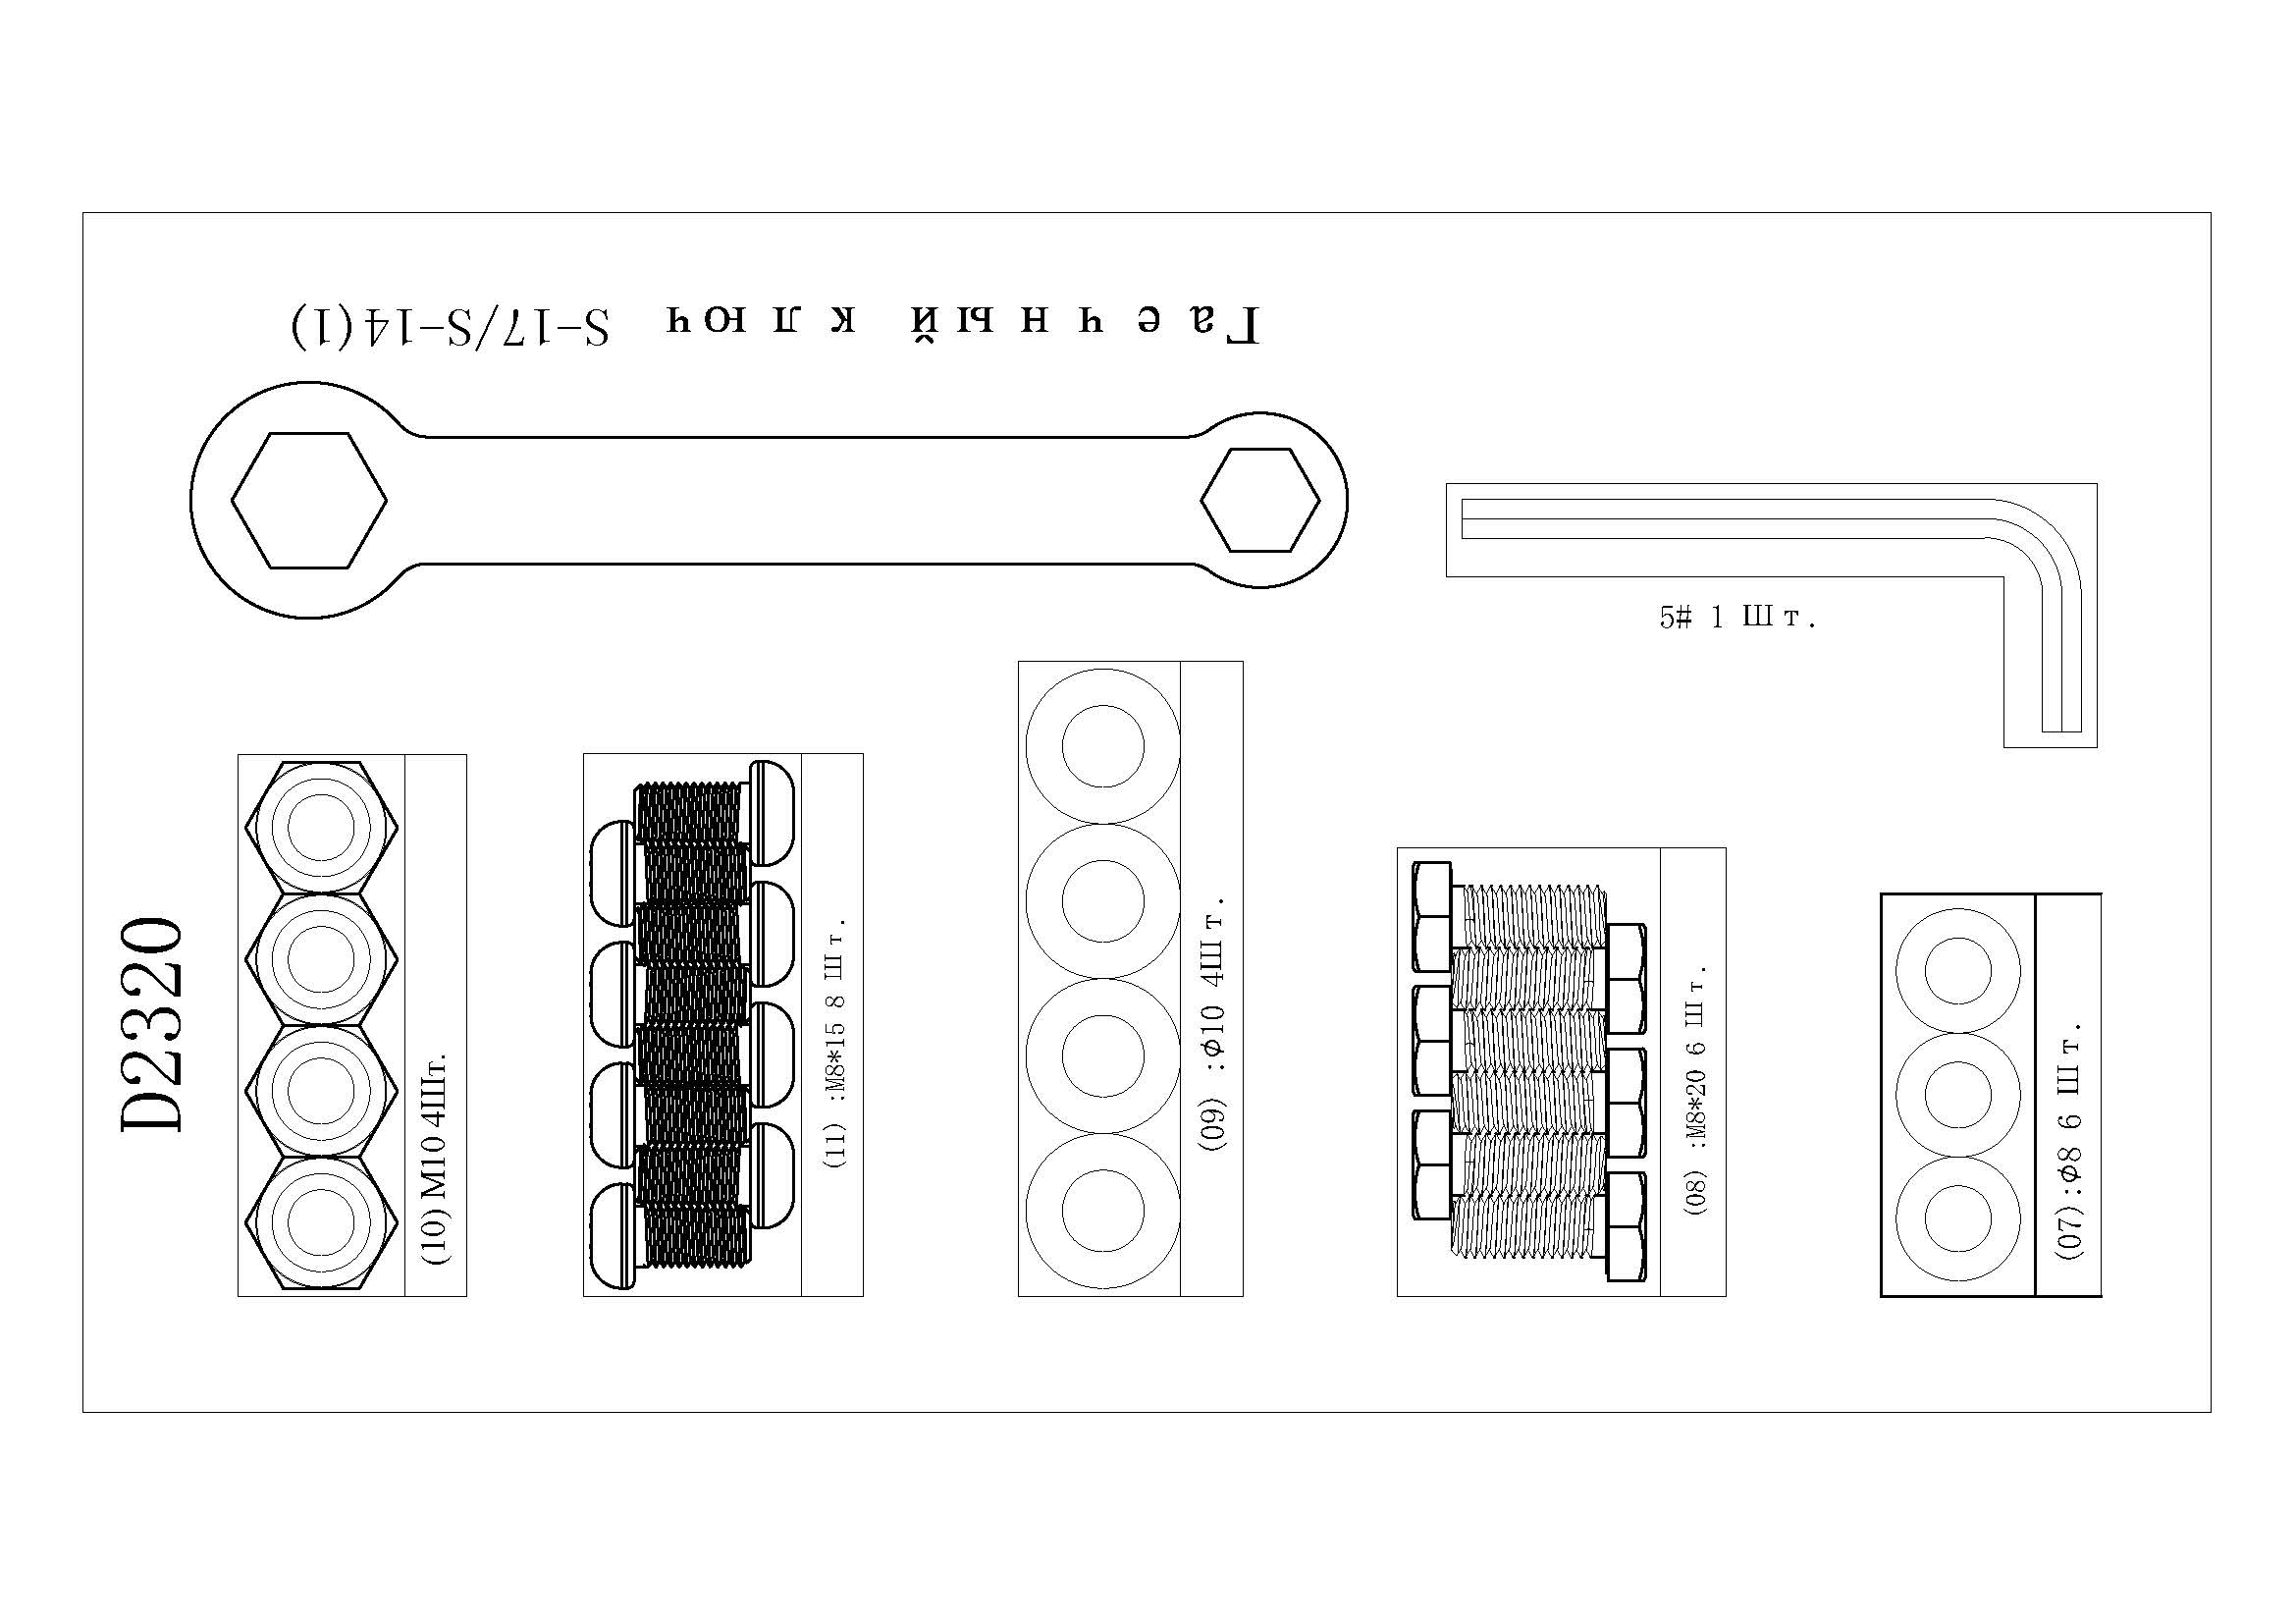 Гаечный ключ S-17/S-14(1)
5# 1 Шт.
D2320
(10) M10 4Шт.
(11) :M8*15 8 Шт.
(09) :ϕ10 4Шт.
(08) :M8*20 6 Шт.
(07):ϕ8 6 Шт.